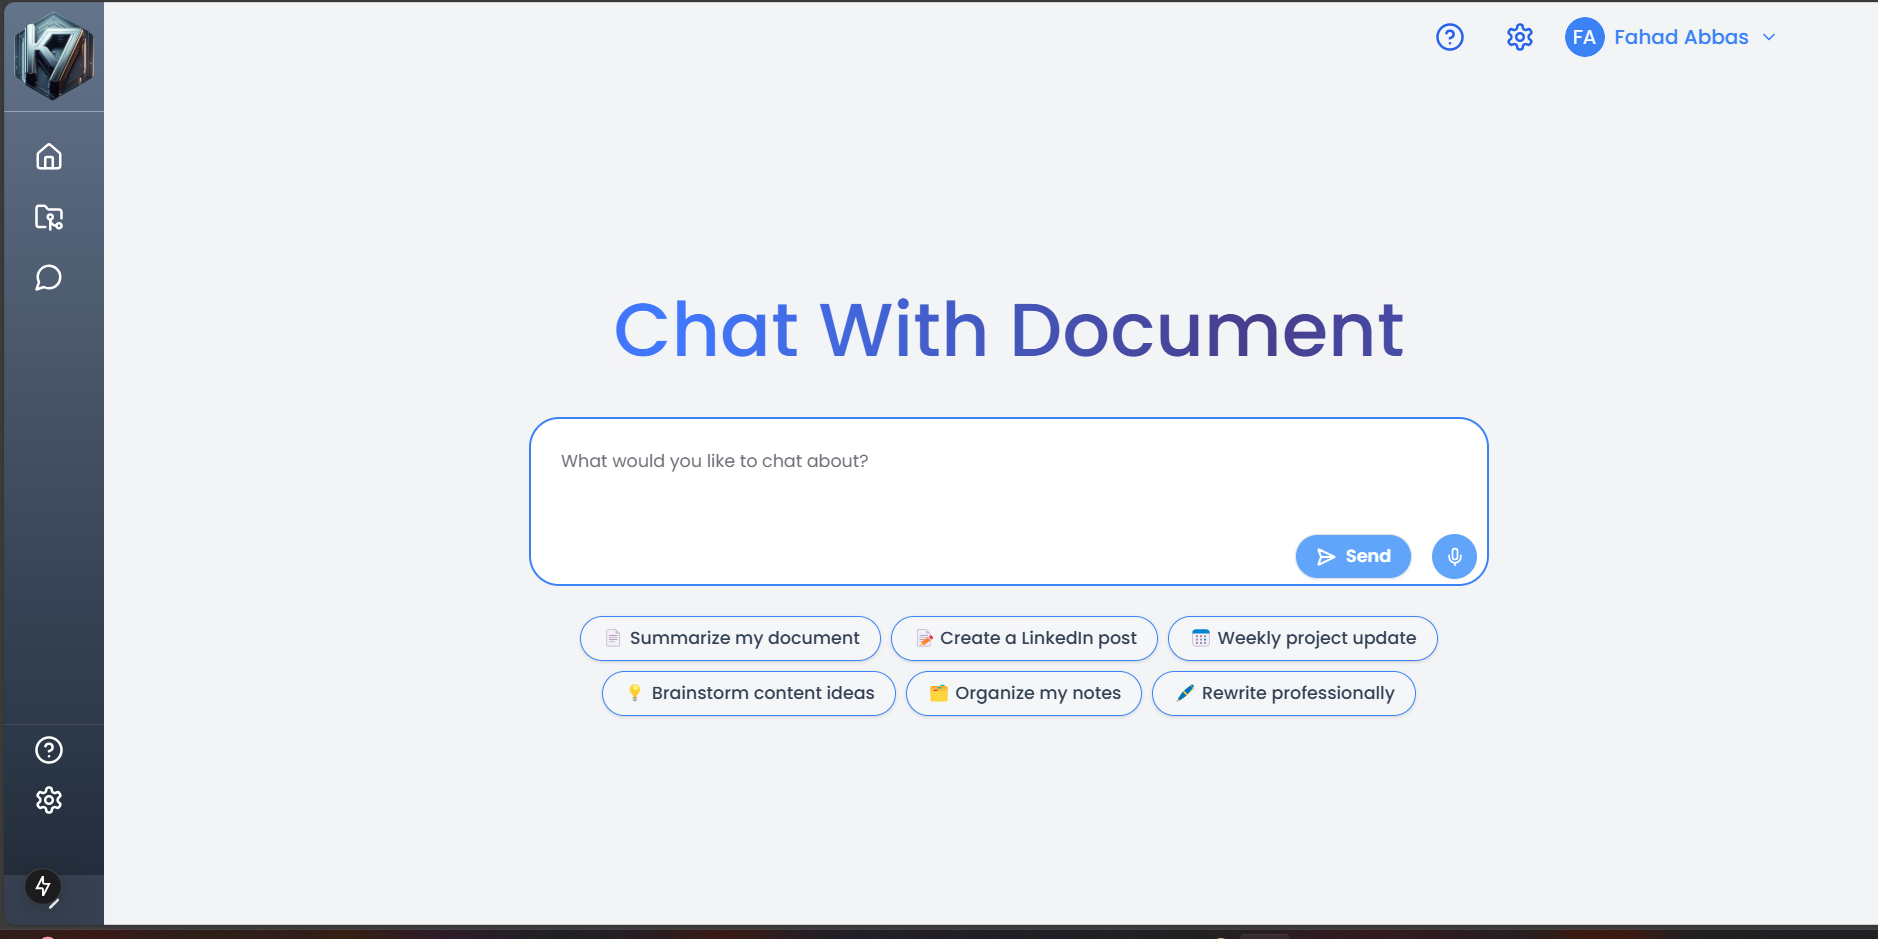 K7
FA Fahad Abbas
Chat With Document
What would you like to chat about?
Send
Summarize my document
Create a LinkedIn post
Weekly project update
Brainstorm content ideas
Organize my notes
Rewrite professionally